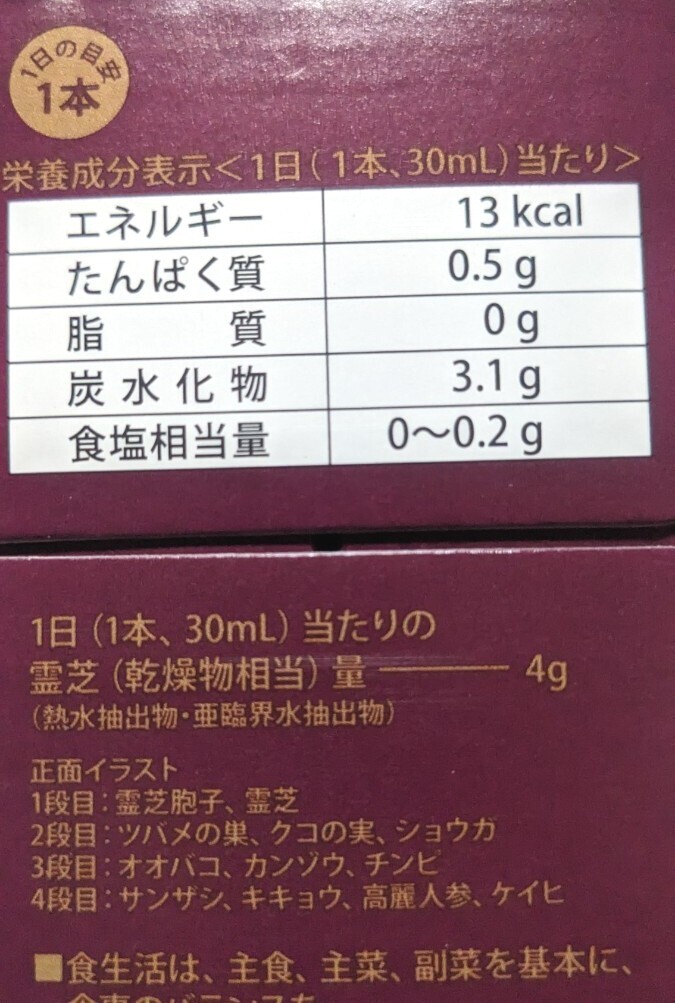 1日の目安
1本
栄養成分表示<1日(1本、30mL)当たり>
エネルギー 13 kcal
たんぱく質 0.5 g
脂 質 0 g
炭水化物 3.1 g
食塩相当量 0〜0.2 g
1日(1本、30mL)当たりの
霊芝(乾燥物相当)量 ――― 4g
(熱水抽出物・亜臨界水抽出物)
正面イラスト
1段目:霊芝胞子、霊芝
2段目:ツバメの巣、クコの実、ショウガ
3段目:オオバコ、カンゾウ、チンピ
4段目:サンザシ、キキョウ、高麗人参、ケイヒ
■食生活は、主食、主菜、副菜を基本に、